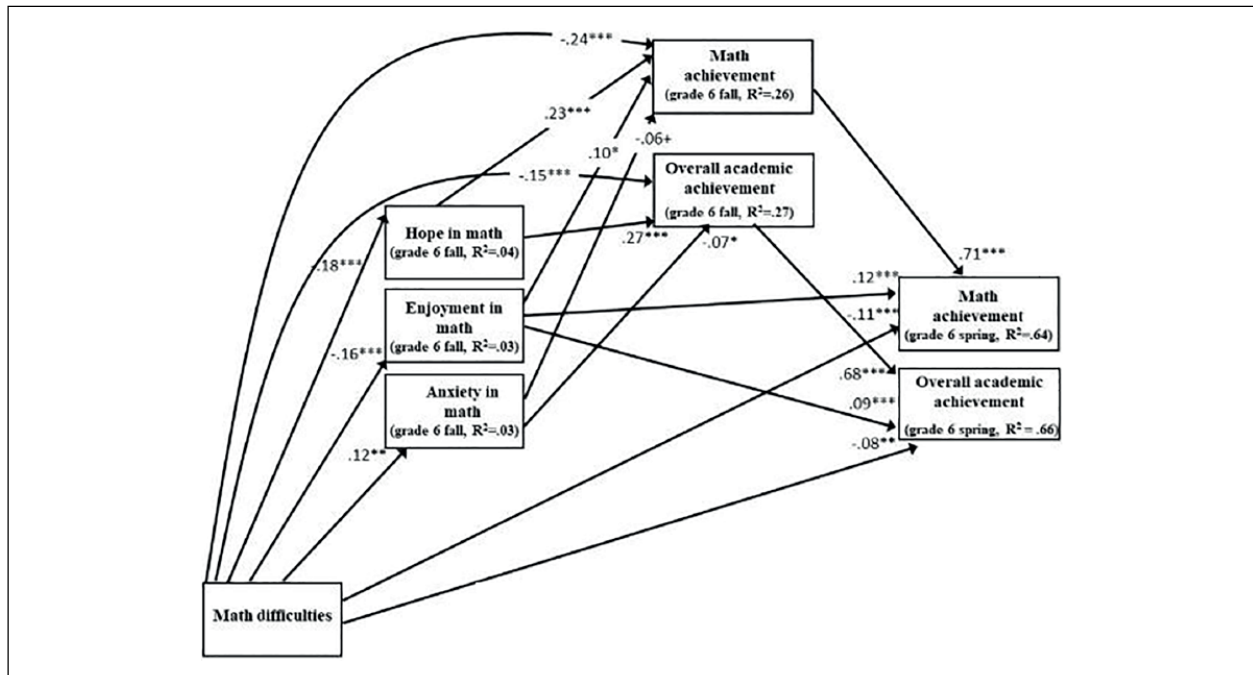 -.24***
Math
achievement
(grade 6 fall, R²=.26)
.23***
.10*
-.06+
-.15***
Overall academic
achievement
(grade 6 fall, R²=.27)
Hope in math
(grade 6 fall, R²=.04)
.27***
-.07*
-.18***
.71***
.12***
Math
achievement
(grade 6 spring, R²=.64)
-.11***
Enjoyment in
math
(grade 6 fall, R²=.03)
-.16***
.68***
Overall academic
achievement
(grade 6 spring, R² = .66)
.09***
-.08**
Anxiety in
math
(grade 6 fall, R²=.03)
.12**
Math difficulties